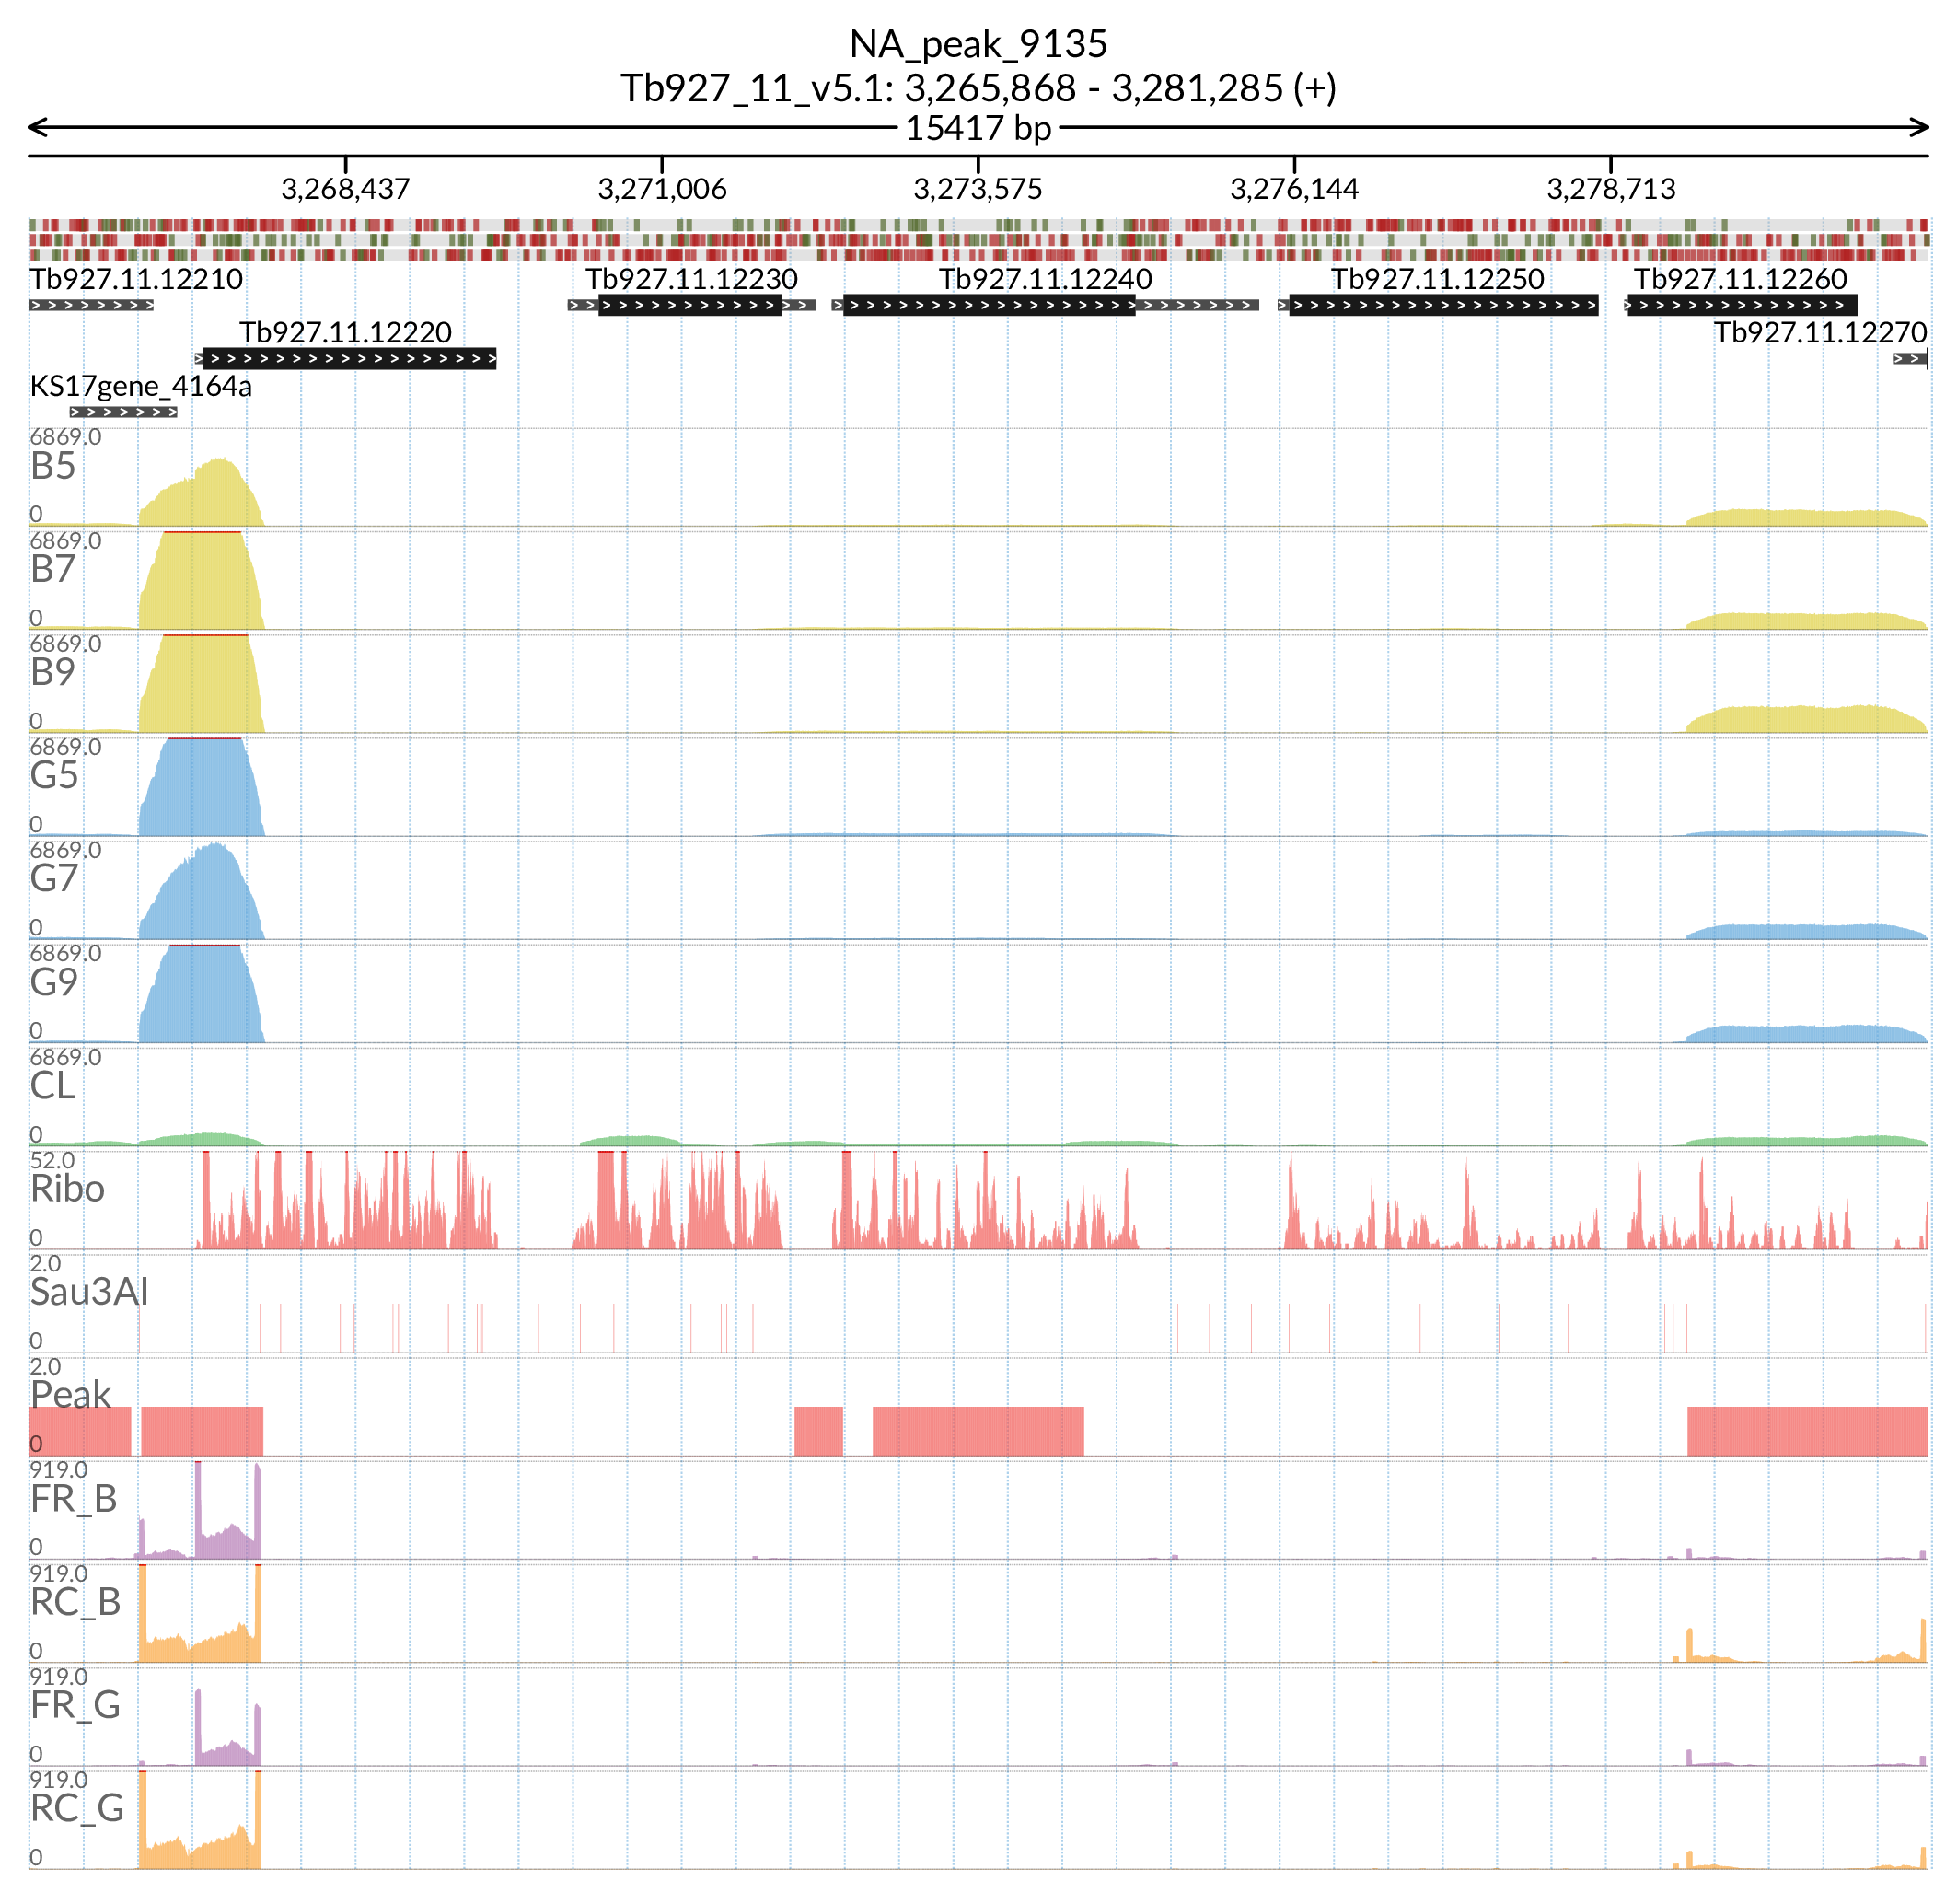 NA_peak_9135
Tb927_11_v5.1: 3,265,868 - 3,281,285 (+)
15417 bp
3,268,437 3,271,006 3,273,575 3,276,144 3,278,713
Tb927.11.12210 Tb927.11.12230 Tb927.11.12240 Tb927.11.12250 Tb927.11.12260
Tb927.11.12220 Tb927.11.12270
KS17gene_4164a
6869.0
B5
0
6869.0
B7
0
6869.0
B9
0
6869.0
G5
0
6869.0
G7
0
6869.0
G9
0
6869.0
CL
0
52.0
Ribo
0
2.0
Sau3AI
0
2.0
Peak
0
919.0
FR_B
0
919.0
RC_B
0
919.0
FR_G
0
919.0
RC_G
0